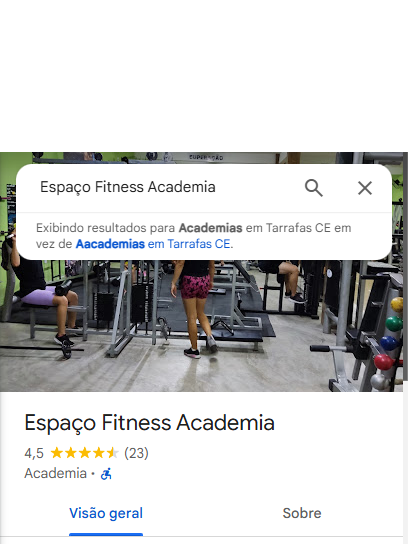 SUPERAÇÃO
Espaço Fitness Academia
Exibindo resultados para Academias em Tarrafas CE em
vez de Aacademias em Tarrafas CE.
Espaço Fitness Academia
4,5 (23)
Academia ·
Visão geral Sobre